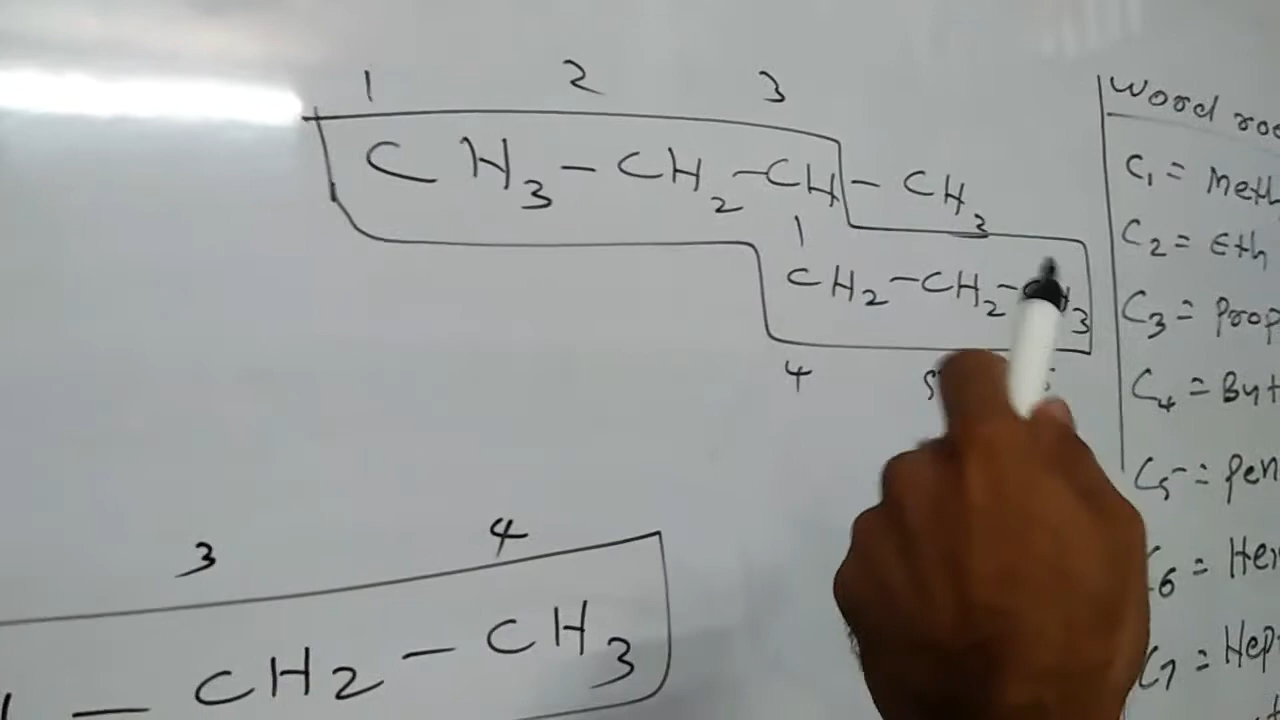 1 2 3
CH3 - CH2 - CH - CH3
CH2 - CH2 - CH3
4 5
3 4
- CH2 - CH3
Word roo
C1 = Meth
C2 = Eth
C3 = Prop
C4 = But
C5 = Pen
C6 = Hex
C7 = Hep